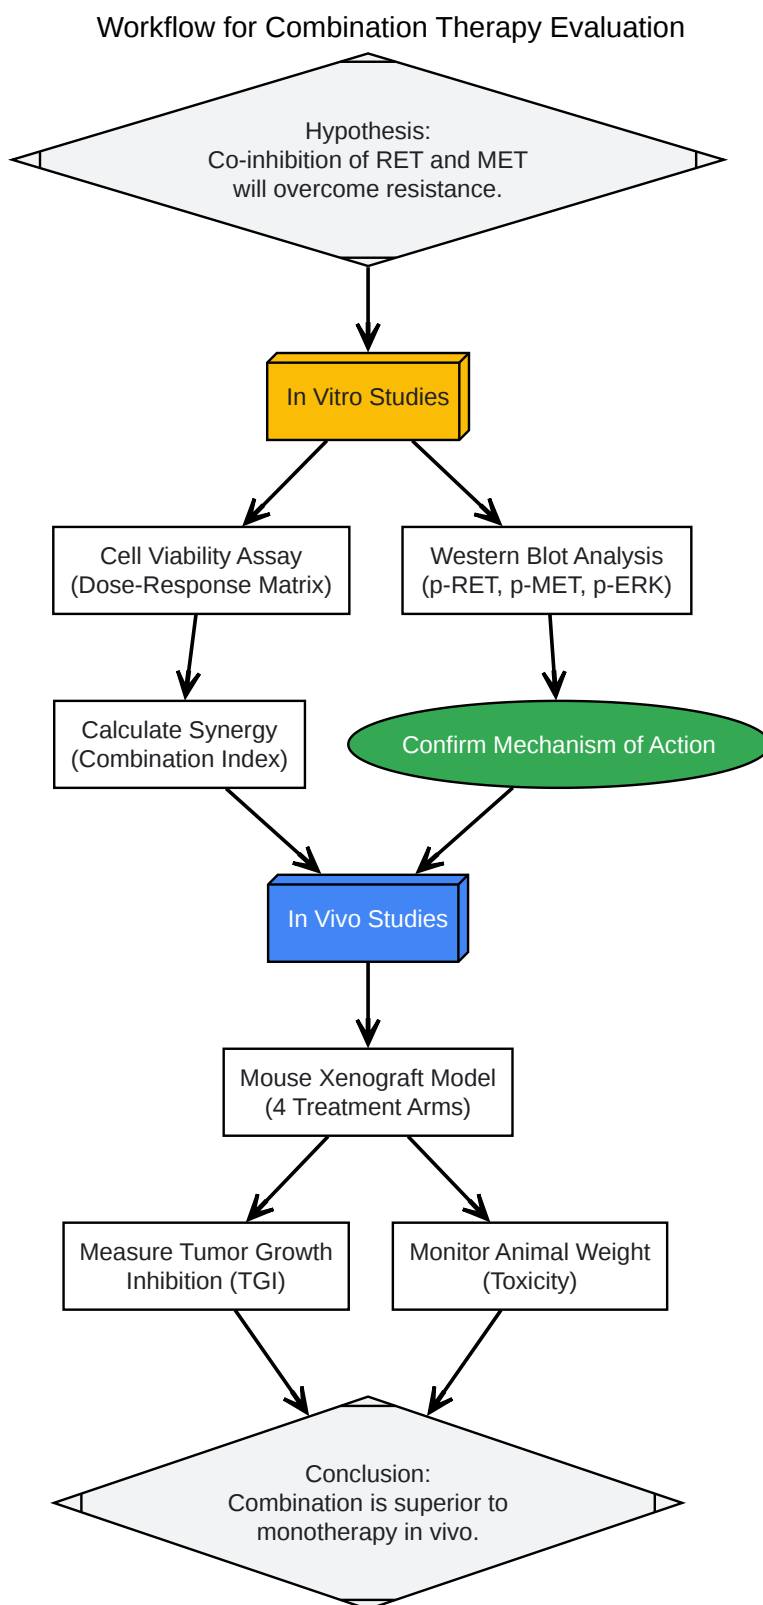 Workflow for Combination Therapy Evaluation
Hypothesis:
Co-inhibition of RET and MET
will overcome resistance.
In Vitro Studies
Cell Viability Assay
(Dose-Response Matrix)
Western Blot Analysis
(p-RET, p-MET, p-ERK)
Calculate Synergy
(Combination Index)
Confirm Mechanism of Action
In Vivo Studies
Mouse Xenograft Model
(4 Treatment Arms)
Measure Tumor Growth
Inhibition (TGI)
Monitor Animal Weight
(Toxicity)
Conclusion:
Combination is superior to
monotherapy in vivo.